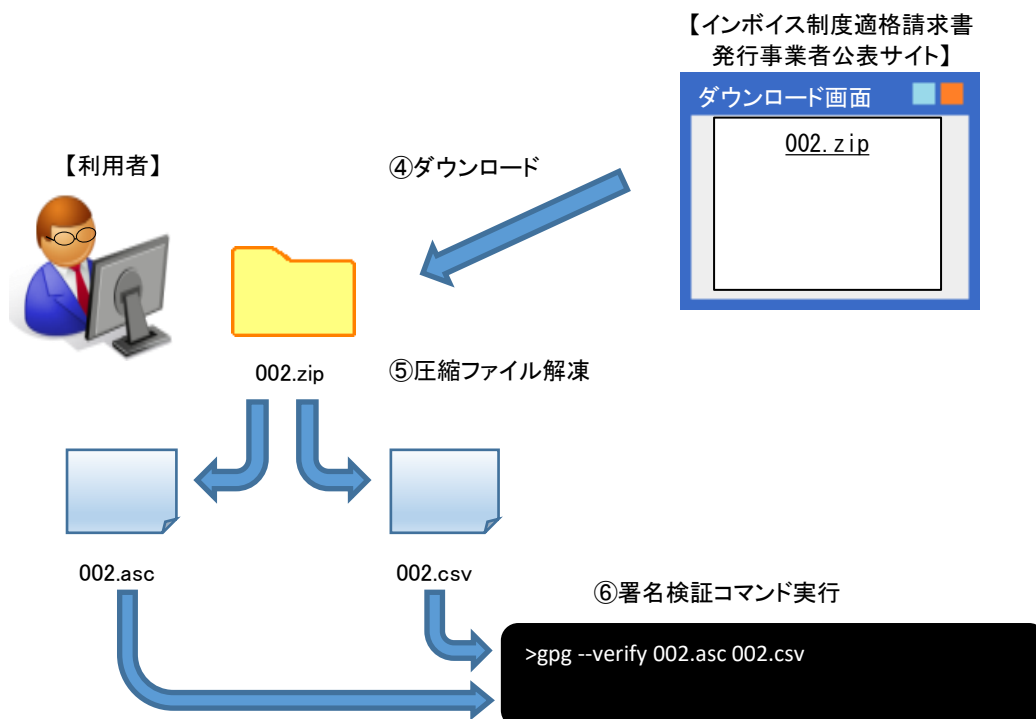 【インボイス制度適格請求書
発行事業者公表サイト】
ダウンロード画面
002.zip
【利用者】
④ダウンロード
002.zip
⑤圧縮ファイル解凍
002.asc
002.csv
⑥署名検証コマンド実行
>gpg --verify 002.asc 002.csv